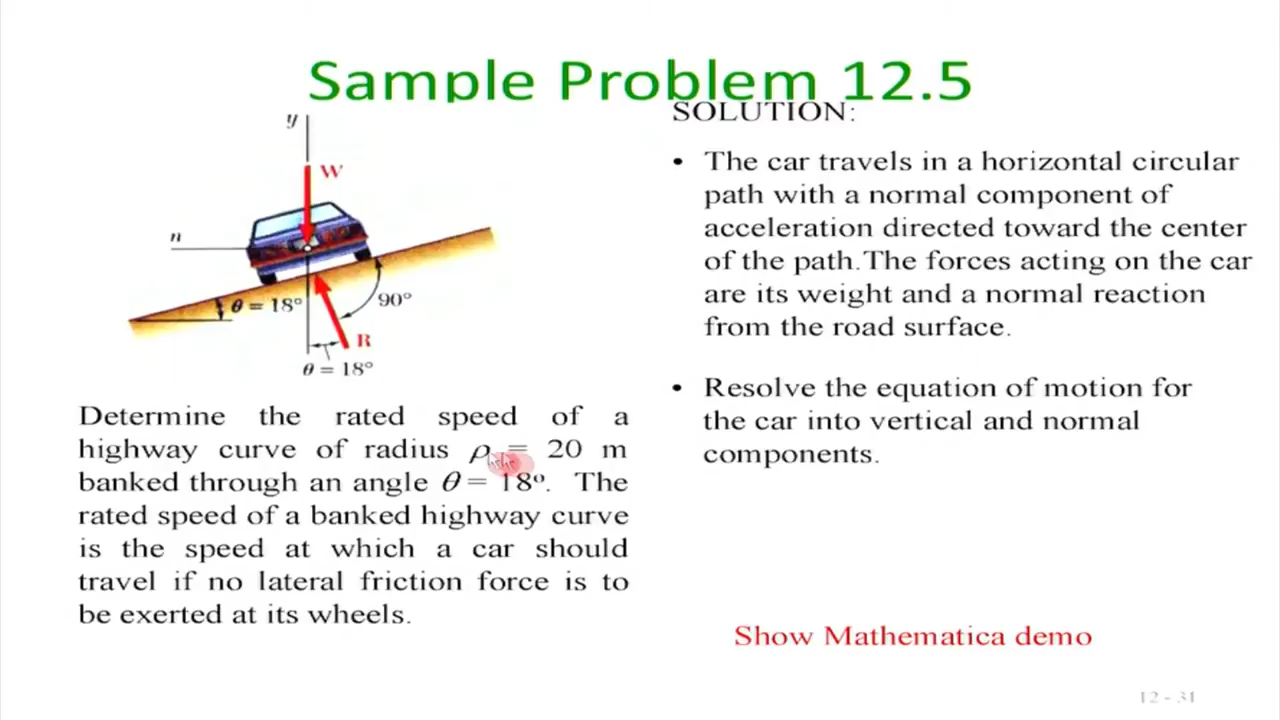 Sample Problem 12.5
y
W
n
θ = 18°
90°
R
θ = 18°
Determine the rated speed of a
highway curve of radius ρ = 20 m
banked through an angle θ = 18°. The
rated speed of a banked highway curve
is the speed at which a car should
travel if no lateral friction force is to
be exerted at its wheels.
SOLUTION:
• The car travels in a horizontal circular
path with a normal component of
acceleration directed toward the center
of the path.The forces acting on the car
are its weight and a normal reaction
from the road surface.
• Resolve the equation of motion for
the car into vertical and normal
components.
Show Mathematica demo
12 - 31